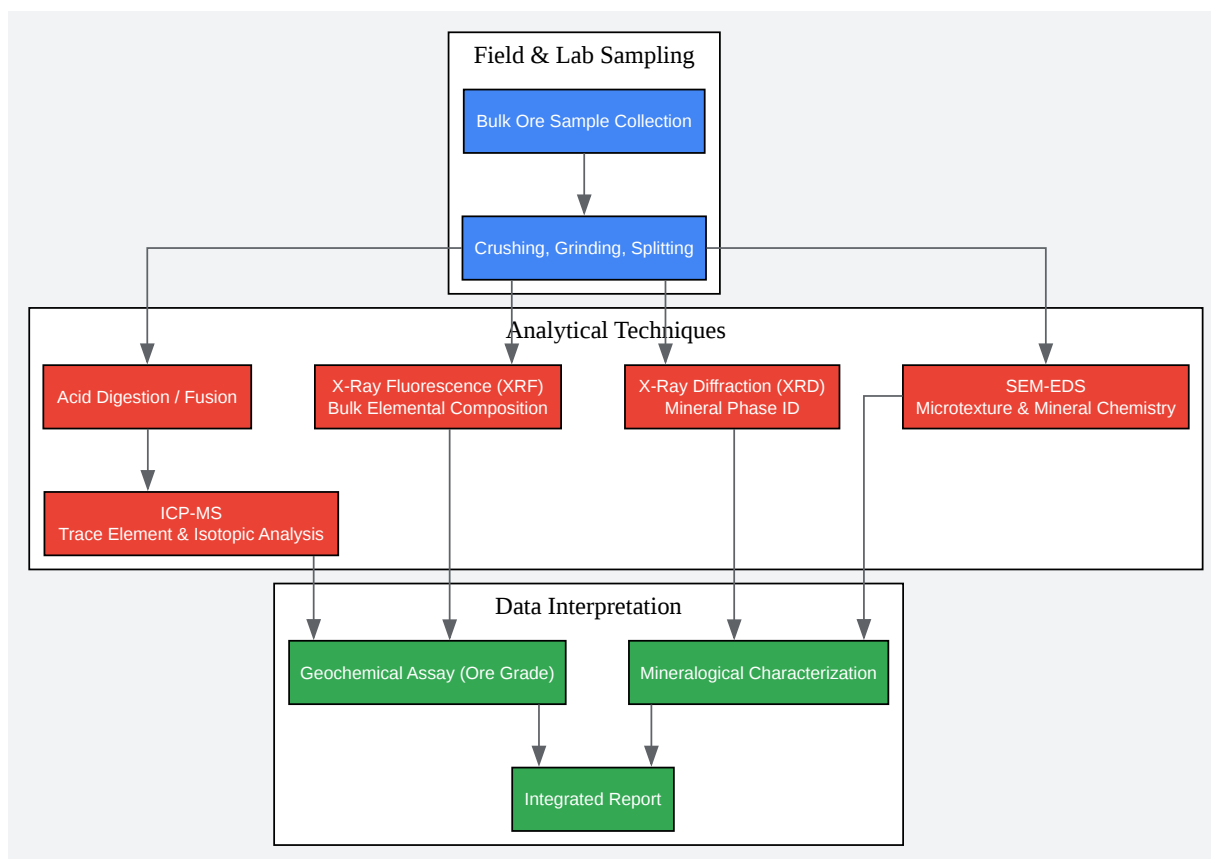 Field & Lab Sampling
Bulk Ore Sample Collection
Crushing, Grinding, Splitting
Analytical Techniques
Acid Digestion / Fusion
X-Ray Fluorescence (XRF)
Bulk Elemental Composition
X-Ray Diffraction (XRD)
Mineral Phase ID
SEM-EDS
Microtexture & Mineral Chemistry
ICP-MS
Trace Element & Isotopic Analysis
Data Interpretation
Geochemical Assay (Ore Grade)
Mineralogical Characterization
Integrated Report